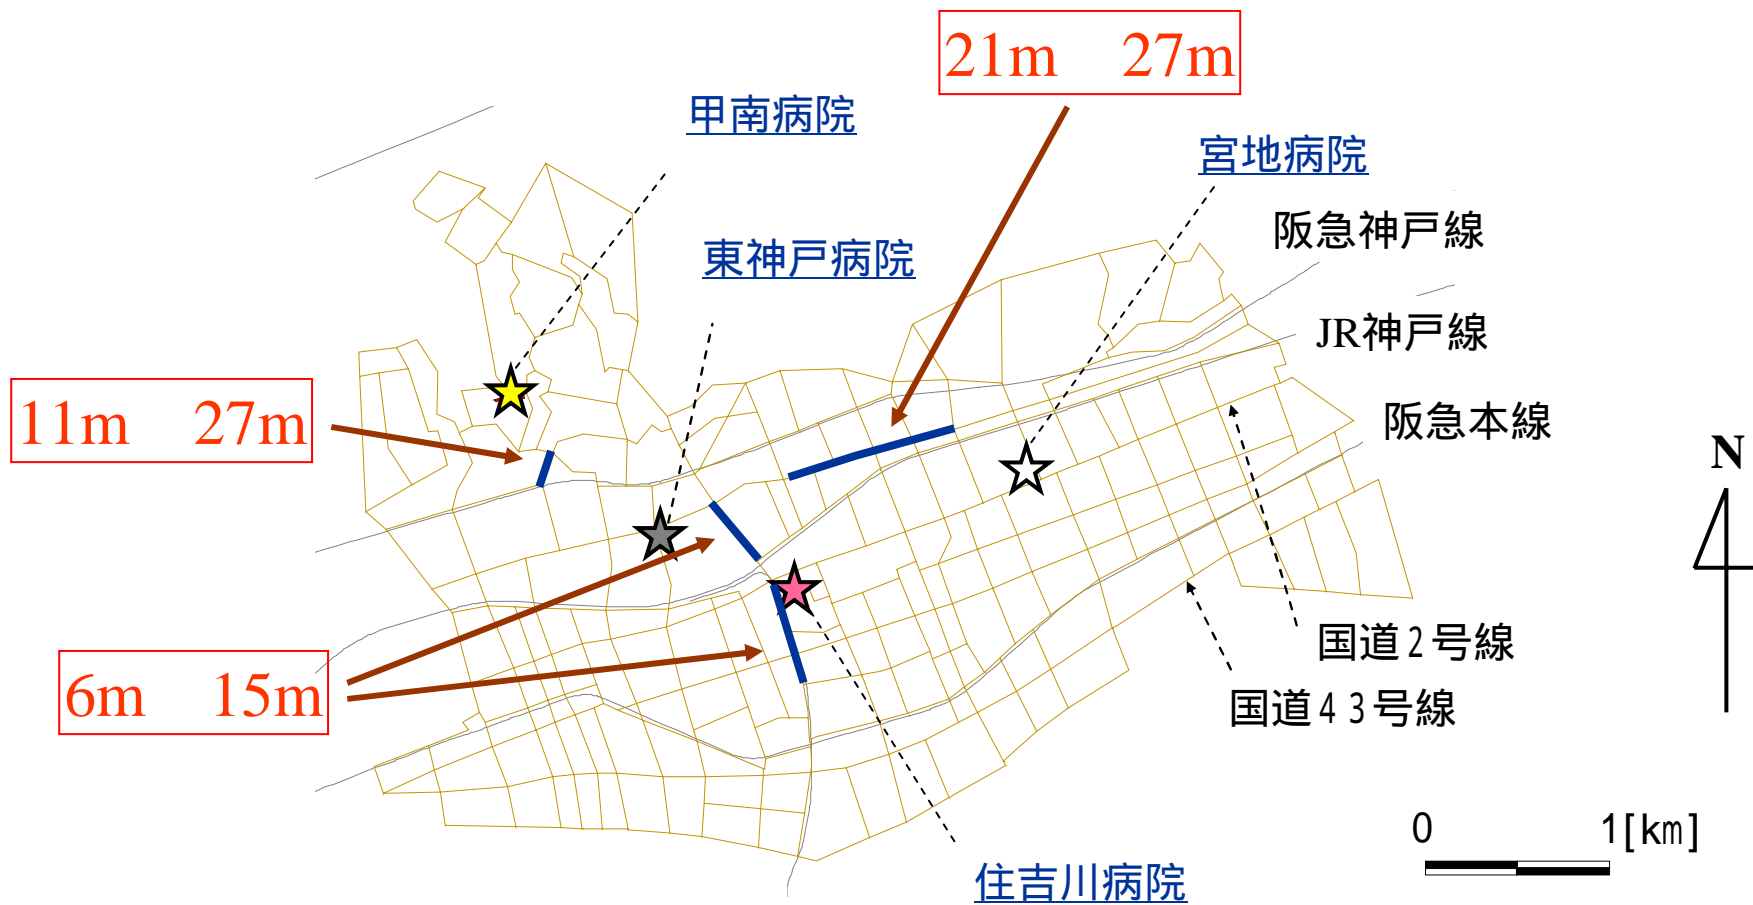 21m 27m
甲南病院
宮地病院
阪急神戸線
東神戸病院
JR神戸線
11m 27m
阪急本線
N
国道2号線
6m 15m
国道43号線
0 1[km]
住吉川病院